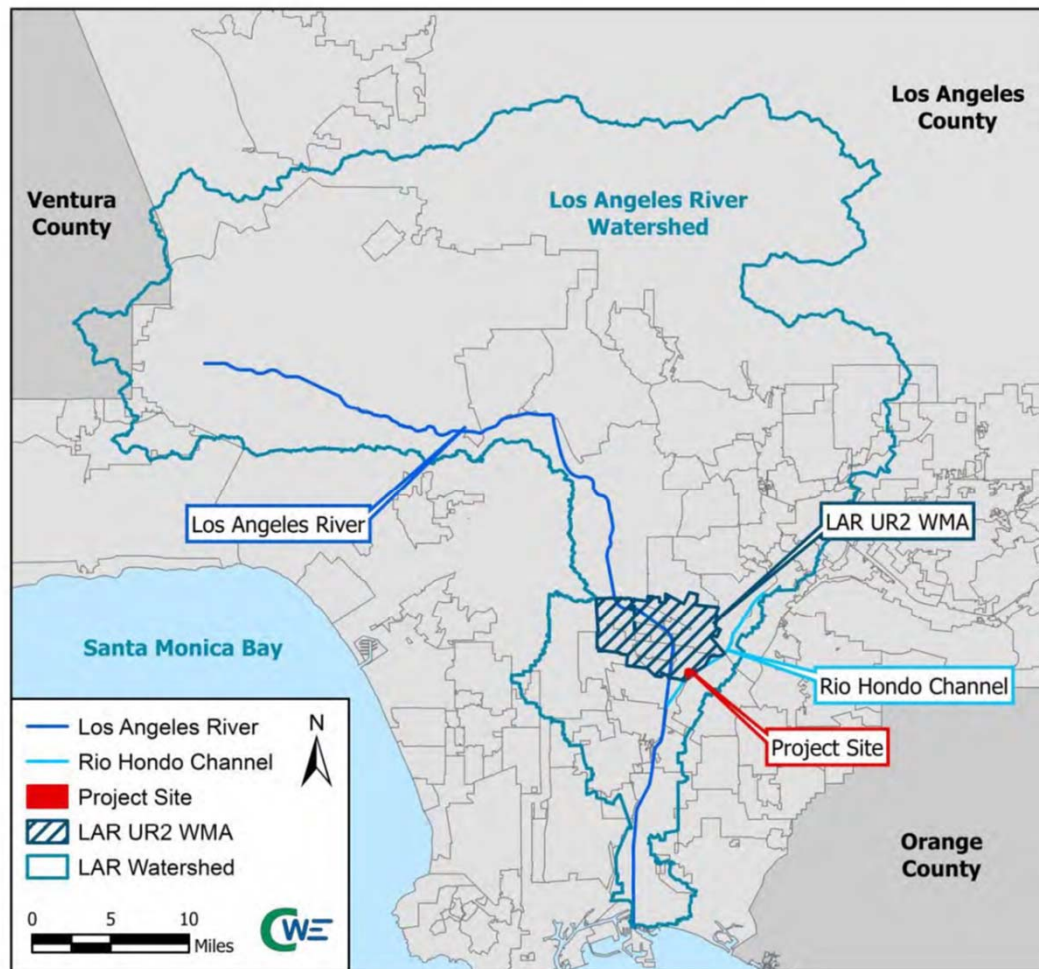 Los Angeles
County
Ventura
County
Los Angeles River
Watershed
Los Angeles River
LAR UR2 WMA
Santa Monica Bay
Rio Hondo Channel
Project Site
Orange
County
Los Angeles River
N
Rio Hondo Channel
Project Site
LAR UR2 WMA
LAR Watershed
0 5 10
Miles
CWE